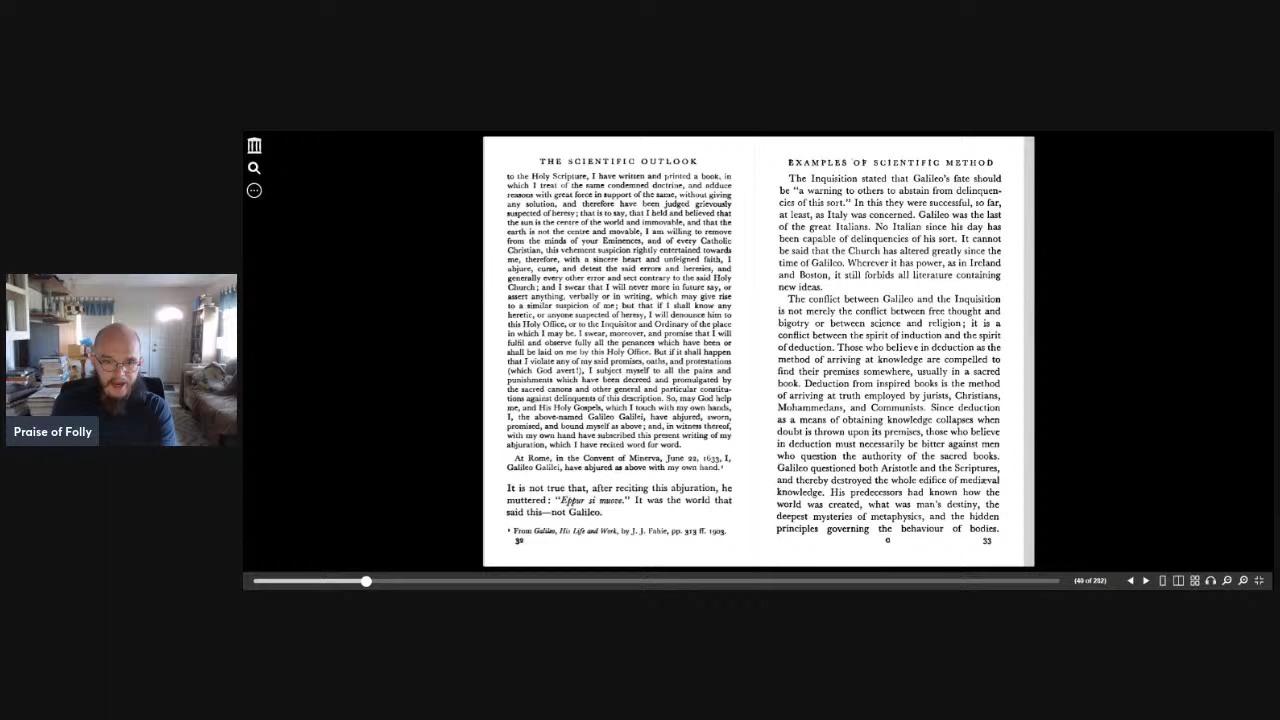 THE SCIENTIFIC OUTLOOK
to the Holy Scripture, I have written and printed a book, in
which I treat of the same condemned doctrine, and adduce
reasons with great force in support of the same, without giving
any solution, and therefore have been judged grievously
suspected of heresy; that is to say, that I held and believed that
the sun is the centre of the world and immovable, and that the
earth is not the centre and movable, I am willing to remove
from the minds of your Eminences, and of every Catholic
Christian, this vehement suspicion rightly entertained towards
me, therefore, with a sincere heart and unfeigned faith, I
abjure, curse, and detest the said errors and heresies, and
generally every other error and sect contrary to the said Holy
Church; and I swear that I will never more in future say, or
assert anything, verbally or in writing, which may give rise
to a similar suspicion of me; but that if I shall know any
heretic, or anyone suspected of heresy, I will denounce him to
this Holy Office, or to the Inquisitor and Ordinary of the place
in which I may be. I swear, moreover, and promise that I will
fulfil and observe fully all the penances which have been or
shall be laid on me by this Holy Office. But if it shall happen
that I violate any of my said promises, oaths, and protestations
(which God avert!), I subject myself to all the pains and
punishments which have been decreed and promulgated by
the sacred canons and other general and particular constitu-
tions against delinquents of this description. So, may God help
me, and His Holy Gospels, which I touch with my own hands,
I, the above-named Galileo Galilei, have abjured, sworn,
promised, and bound myself as above; and, in witness thereof,
with my own hand have subscribed this present writing of my
abjuration, which I have recited word for word.
At Rome, in the Convent of Minerva, June 22, 1633, I,
Galileo Galilei, have abjured as above with my own hand.¹
It is not true that, after reciting this abjuration, he
muttered: "Eppur si muove." It was the world that
said this—not Galileo.
¹ From Galileo, His Life and Work, by J. J. Fahie, pp. 313 ff. 1903.
32
EXAMPLES OF SCIENTIFIC METHOD
The Inquisition stated that Galileo's fate should
be "a warning to others to abstain from delinquen-
cies of this sort." In this they were successful, so far,
at least, as Italy was concerned. Galileo was the last
of the great Italians. No Italian since his day has
been capable of delinquencies of his sort. It cannot
be said that the Church has altered greatly since the
time of Galileo. Wherever it has power, as in Ireland
and Boston, it still forbids all literature containing
new ideas.
The conflict between Galileo and the Inquisition
is not merely the conflict between free thought and
bigotry or between science and religion; it is a
conflict between the spirit of induction and the spirit
of deduction. Those who believe in deduction as the
method of arriving at knowledge are compelled to
find their premises somewhere, usually in a sacred
book. Deduction from inspired books is the method
of arriving at truth employed by jurists, Christians,
Mohammedans, and Communists. Since deduction
as a means of obtaining knowledge collapses when
doubt is thrown upon its premises, those who believe
in deduction must necessarily be bitter against men
who question the authority of the sacred books.
Galileo questioned both Aristotle and the Scriptures,
and thereby destroyed the whole edifice of mediæval
knowledge. His predecessors had known how the
world was created, what was man's destiny, the
deepest mysteries of metaphysics, and the hidden
principles governing the behaviour of bodies.
33
Praise of Folly
(40 of 282)